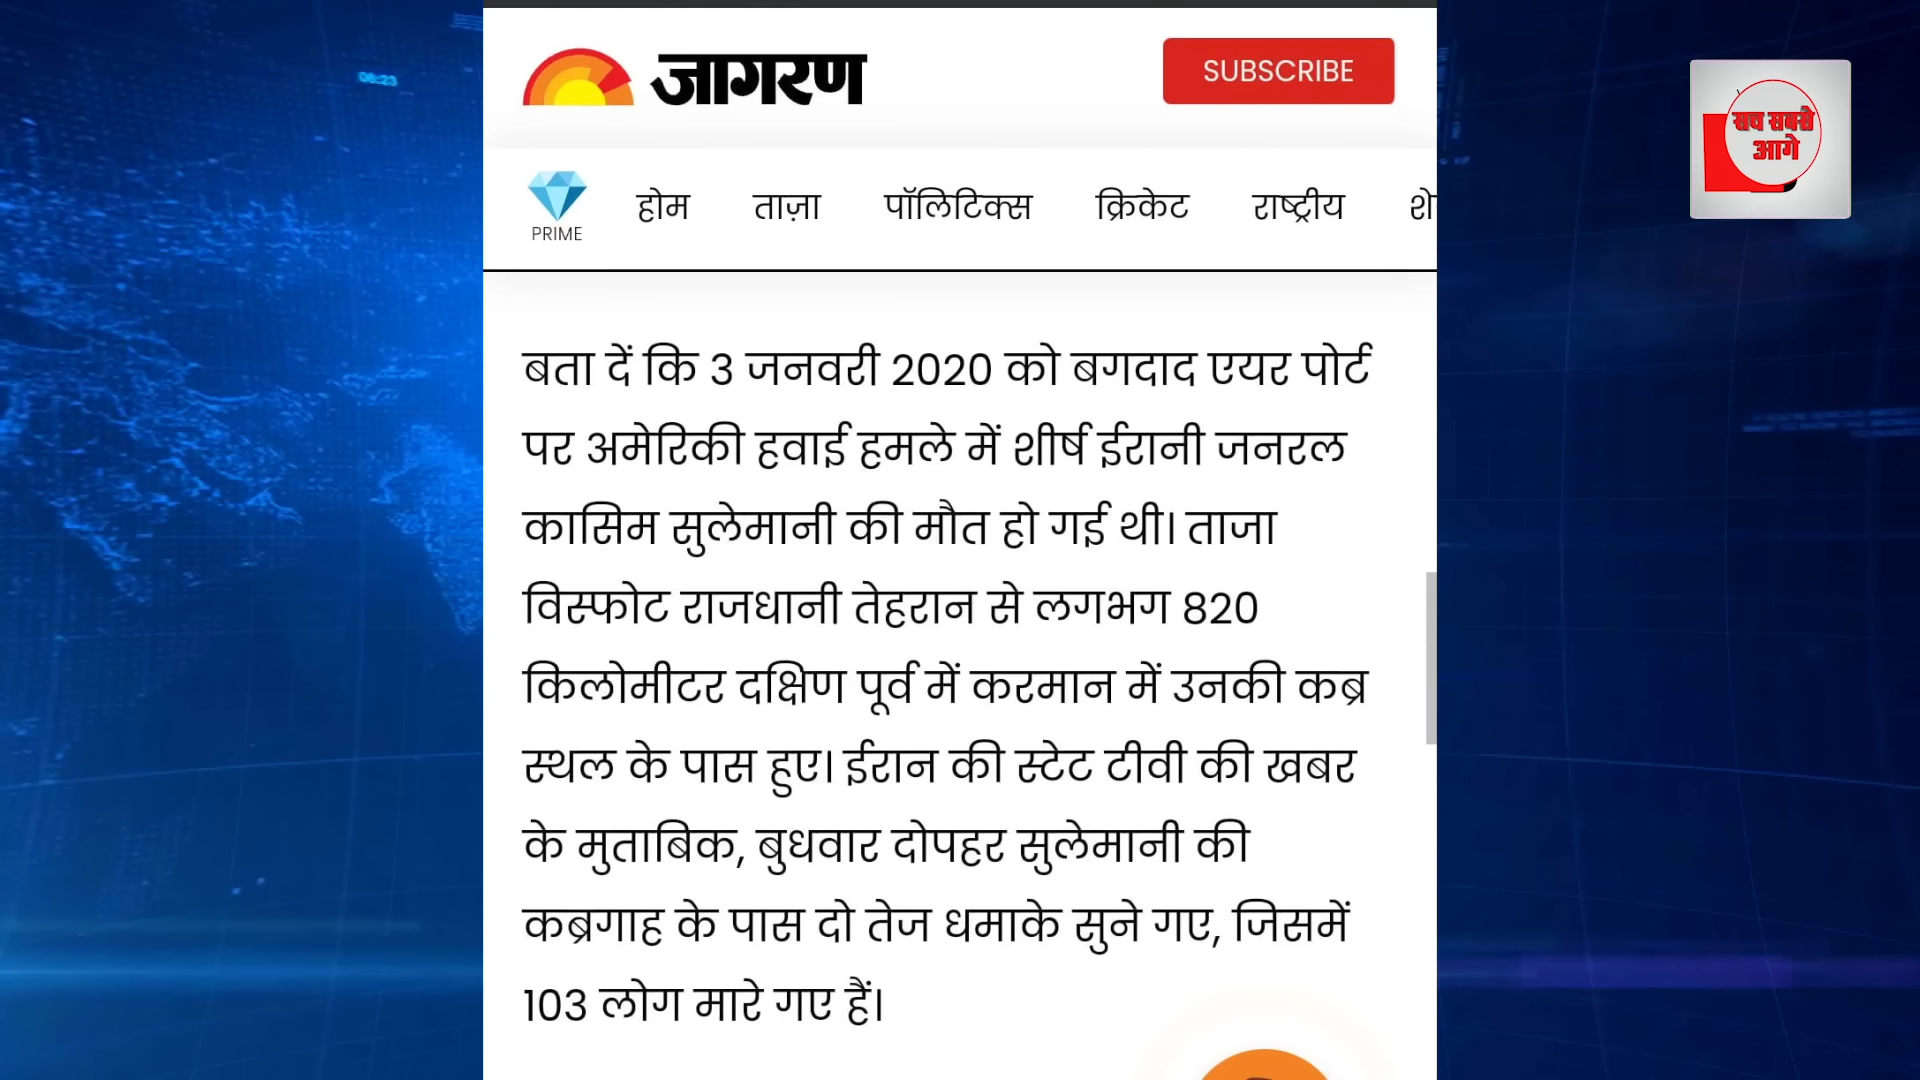 जागरण
SUBSCRIBE
06:23
सच सबसे
आगे
PRIME
होम ताज़ा पॉलिटिक्स क्रिकेट राष्ट्रीय शे
बता दें कि 3 जनवरी 2020 को बगदाद एयर पोर्ट
पर अमेरिकी हवाई हमले में शीर्ष ईरानी जनरल
कासिम सुलेमानी की मौत हो गई थी। ताजा
विस्फोट राजधानी तेहरान से लगभग 820
किलोमीटर दक्षिण पूर्व में करमान में उनकी कब्र
स्थल के पास हुए। ईरान की स्टेट टीवी की खबर
के मुताबिक, बुधवार दोपहर सुलेमानी की
कब्रगाह के पास दो तेज धमाके सुने गए, जिसमें
103 लोग मारे गए हैं।